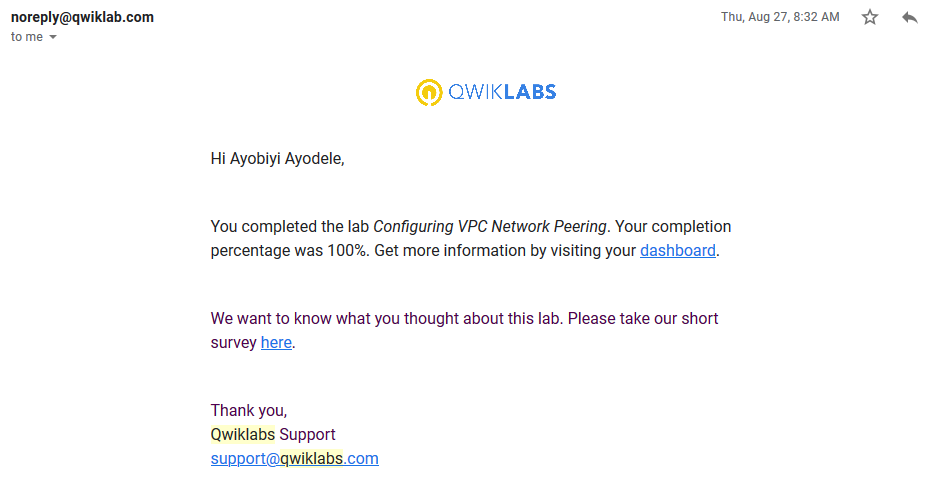 noreply@qwiklab.com
Thu, Aug 27, 8:32 AM
to me
QWIKLABS
Hi Ayobiyi Ayodele,
You completed the lab Configuring VPC Network Peering. Your completion
percentage was 100%. Get more information by visiting your dashboard.
We want to know what you thought about this lab. Please take our short
survey here.
Thank you,
Qwiklabs Support
support@qwiklabs.com